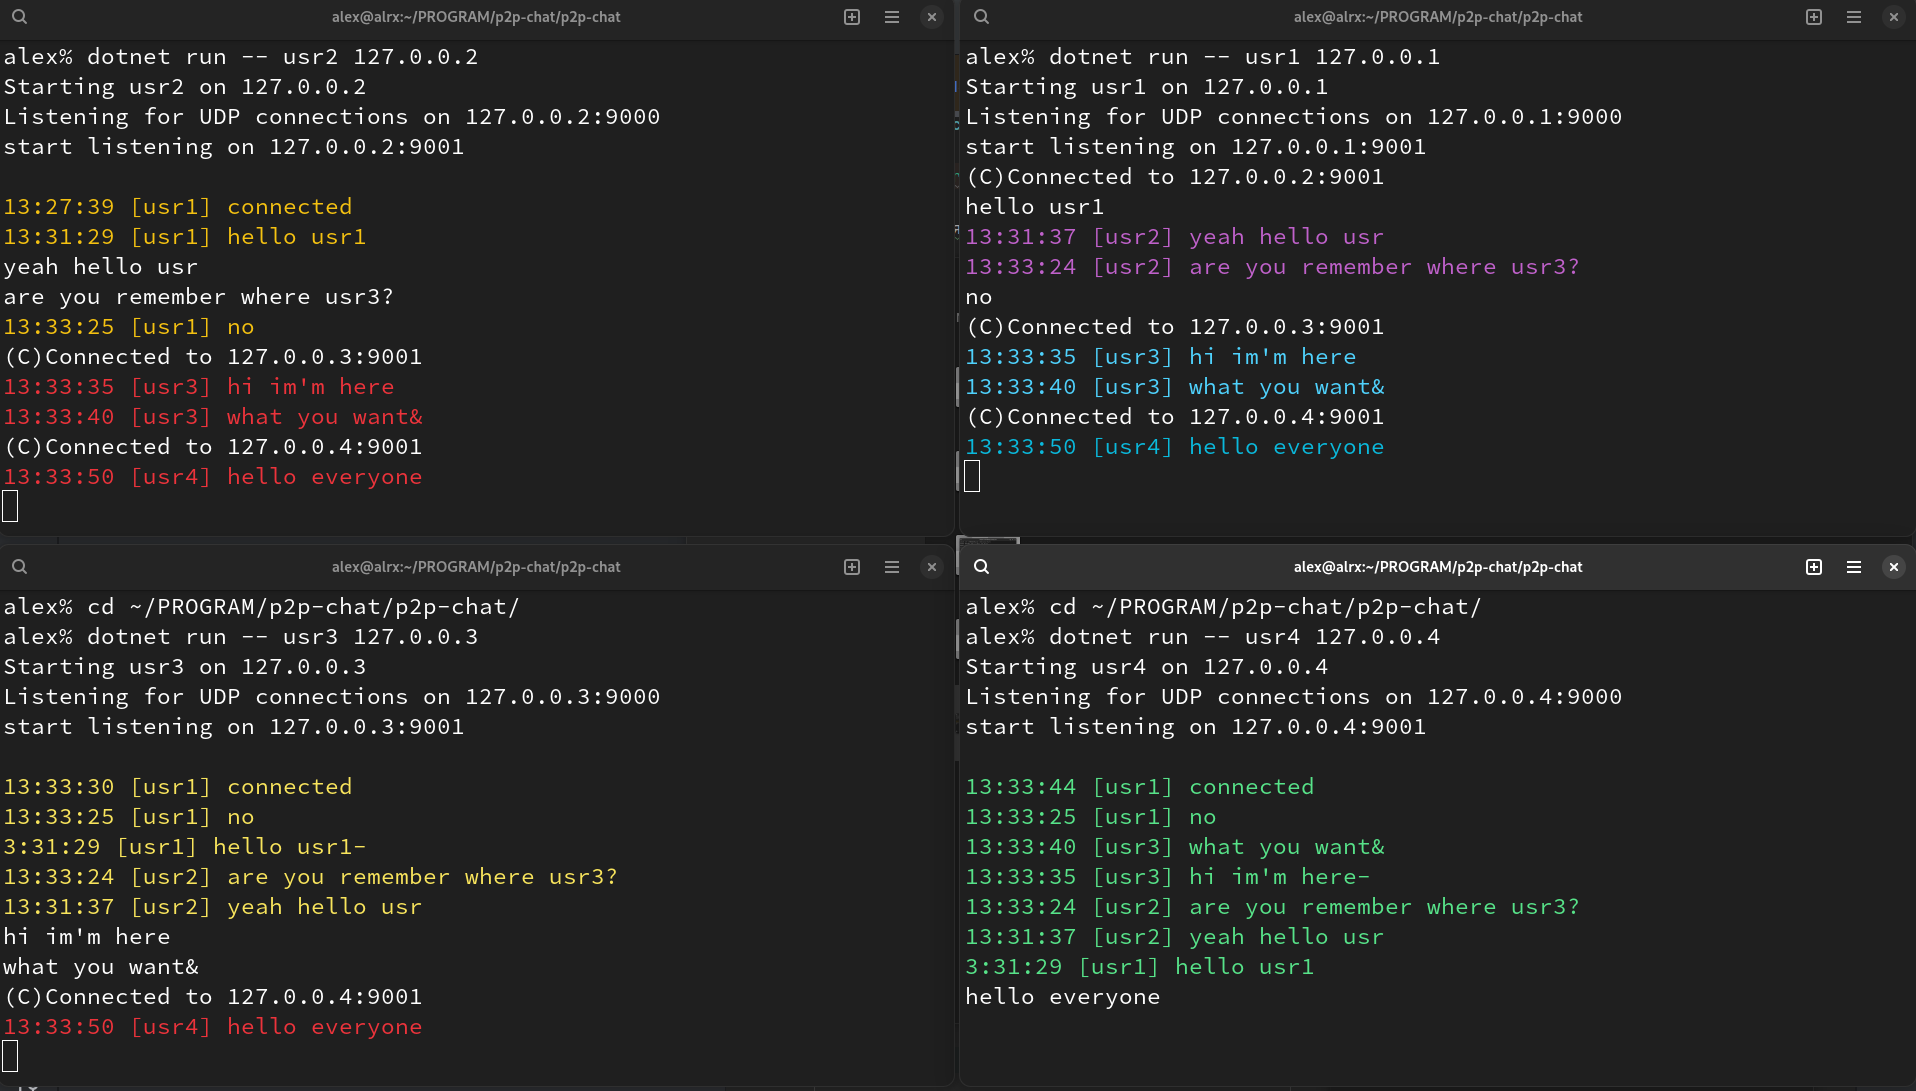 alex@alrx:~/PROGRAM/p2p-chat/p2p-chat
alex% dotnet run -- usr2 127.0.0.2
Starting usr2 on 127.0.0.2
Listening for UDP connections on 127.0.0.2:9000
start listening on 127.0.0.2:9001
13:27:39 [usr1] connected
13:31:29 [usr1] hello usr1
yeah hello usr
are you remember where usr3?
13:33:25 [usr1] no
(C)Connected to 127.0.0.3:9001
13:33:35 [usr3] hi im'm here
13:33:40 [usr3] what you want&
(C)Connected to 127.0.0.4:9001
13:33:50 [usr4] hello everyone
alex@alrx:~/PROGRAM/p2p-chat/p2p-chat
alex% dotnet run -- usr1 127.0.0.1
Starting usr1 on 127.0.0.1
Listening for UDP connections on 127.0.0.1:9000
start listening on 127.0.0.1:9001
(C)Connected to 127.0.0.2:9001
hello usr1
13:31:37 [usr2] yeah hello usr
13:33:24 [usr2] are you remember where usr3?
no
(C)Connected to 127.0.0.3:9001
13:33:35 [usr3] hi im'm here
13:33:40 [usr3] what you want&
(C)Connected to 127.0.0.4:9001
13:33:50 [usr4] hello everyone
alex@alrx:~/PROGRAM/p2p-chat/p2p-chat
alex% cd ~/PROGRAM/p2p-chat/p2p-chat/
alex% dotnet run -- usr3 127.0.0.3
Starting usr3 on 127.0.0.3
Listening for UDP connections on 127.0.0.3:9000
start listening on 127.0.0.3:9001
13:33:30 [usr1] connected
13:33:25 [usr1] no
3:31:29 [usr1] hello usr1-
13:33:24 [usr2] are you remember where usr3?
13:31:37 [usr2] yeah hello usr
hi im'm here
what you want&
(C)Connected to 127.0.0.4:9001
13:33:50 [usr4] hello everyone
alex@alrx:~/PROGRAM/p2p-chat/p2p-chat
alex% cd ~/PROGRAM/p2p-chat/p2p-chat/
alex% dotnet run -- usr4 127.0.0.4
Starting usr4 on 127.0.0.4
Listening for UDP connections on 127.0.0.4:9000
start listening on 127.0.0.4:9001
13:33:44 [usr1] connected
13:33:25 [usr1] no
13:33:40 [usr3] what you want&
13:33:35 [usr3] hi im'm here-
13:33:24 [usr2] are you remember where usr3?
13:31:37 [usr2] yeah hello usr
3:31:29 [usr1] hello usr1
hello everyone